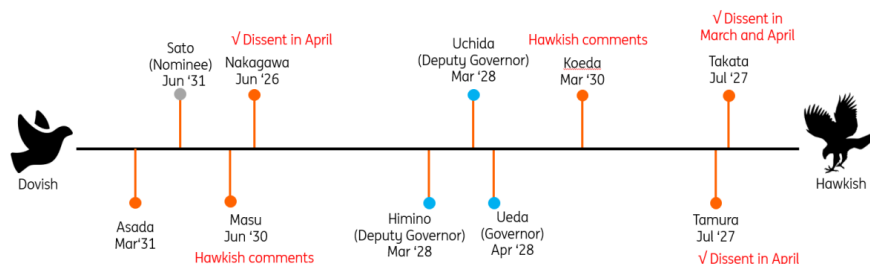 √ Dissent in
March and April
Sato
(Nominee)
Jun ‘31
√ Dissent in April
Nakagawa
Jun ‘26
Uchida
(Deputy Governor)
Mar ‘28
Hawkish comments
Koeda
Mar ‘30
Takata
Jul ‘27
Dovish
Hawkish
Asada
Mar‘31
Masu
Jun ‘30
Hawkish comments
Himino
(Deputy Governor)
Mar ‘28
Ueda
(Governor)
Apr ‘28
Tamura
Jul ‘27
√ Dissent in April